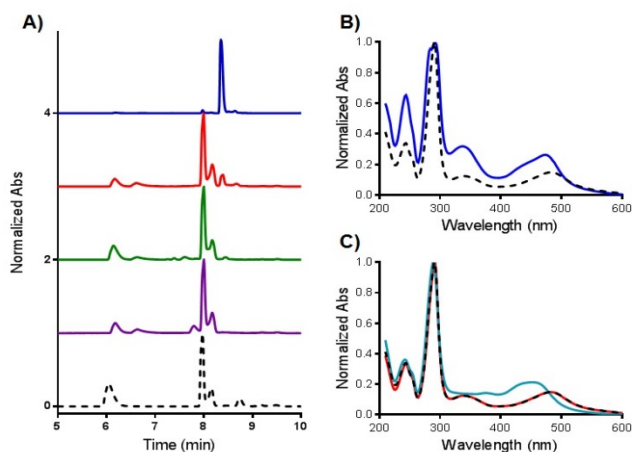 A)
Normalized Abs
4
2
0
5 6 7 8 9 10
Time (min)
B)
Normalized Abs
1.0
0.8
0.6
0.4
0.2
0.0
200 300 400 500 600
Wavelength (nm)
C)
Normalized Abs
1.0
0.8
0.6
0.4
0.2
0.0
200 300 400 500 600
Wavelength (nm)